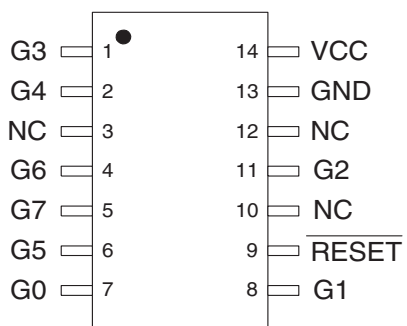 G3 1 14 VCC
G4 2 13 GND
NC 3 12 NC
G6 4 11 G2
G7 5 10 NC
G5 6 9 RESET
G0 7 8 G1